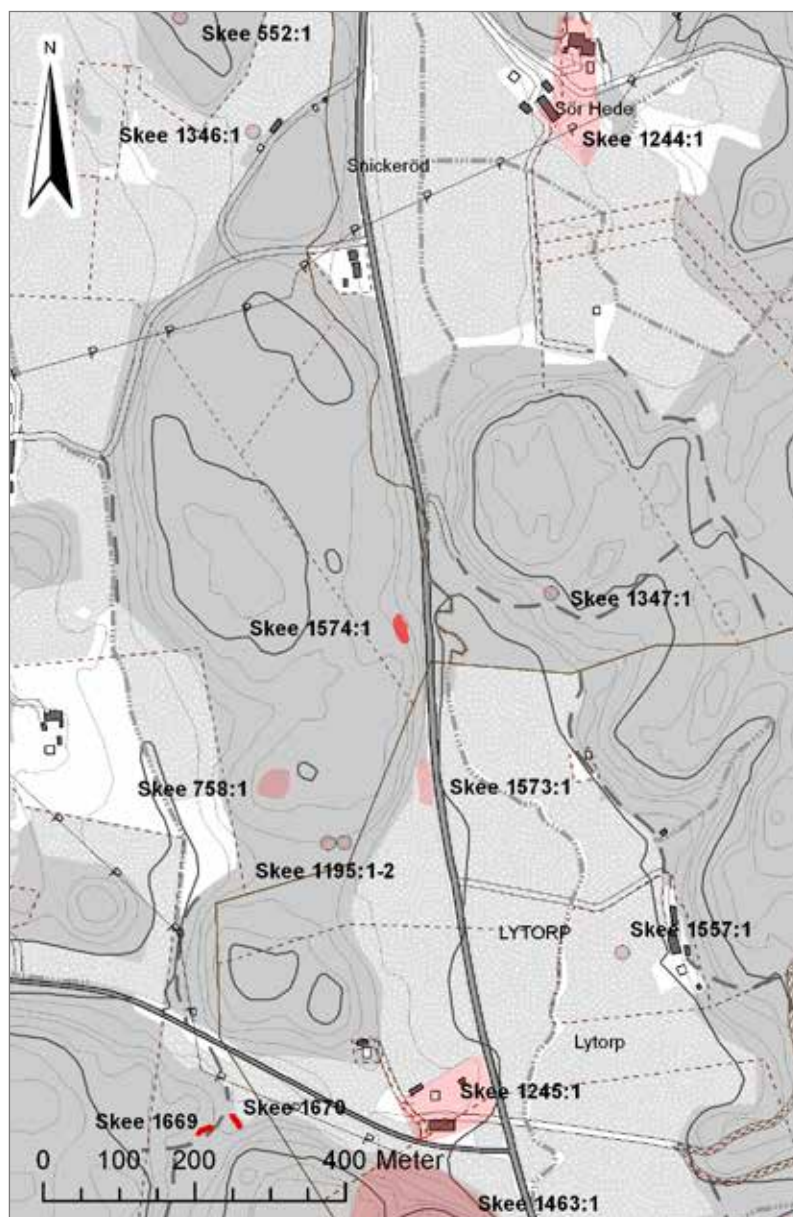 Skee 552:1
N
Sör Hede
Skee 1346:1
Skee 1244:1
Snickeröd
Skee 1347:1
Skee 1574:1
Skee 758:1
Skee 1573:1
Skee 1195:1-2
LYTORP
Skee 1557:1
Lytorp
Skee 1245:1
Skee 1670
Skee 1669
0 100 200 400 Meter
Skee 1463:1